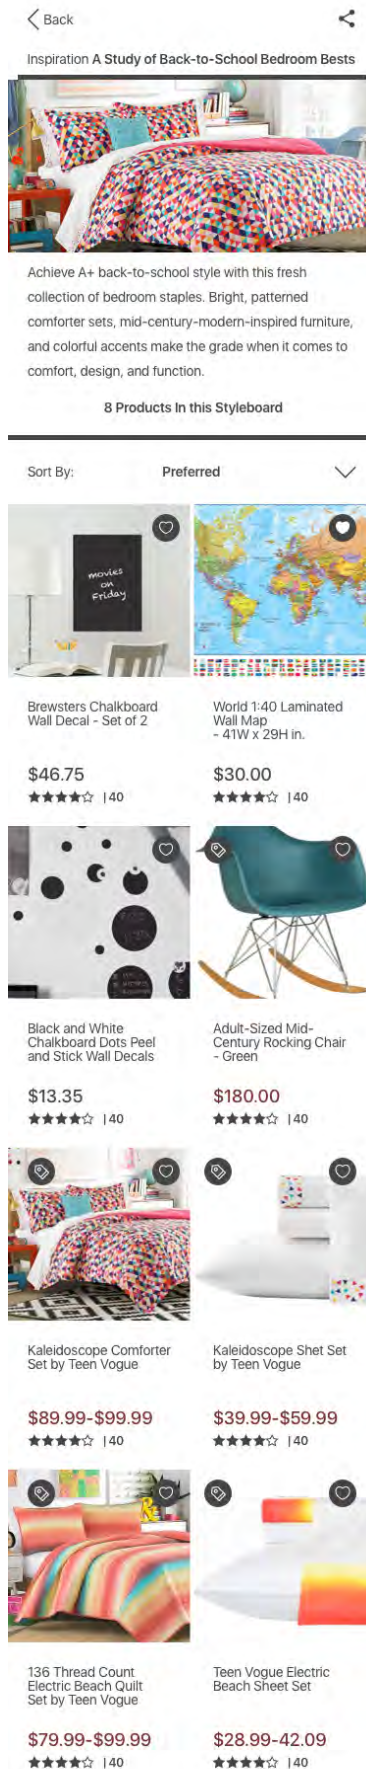 Back
Inspiration A Study of Back-to-School Bedroom Bests
Achieve A+ back-to-school style with this fresh
collection of bedroom staples. Bright, patterned
comforter sets, mid-century-modern-inspired furniture,
and colorful accents make the grade when it comes to
comfort, design, and function.
8 Products In this Styleboard
Sort By: Preferred
movies
on
Friday
Brewsters Chalkboard
Wall Decal - Set of 2
$46.75
★★★★☆ |40
World 1:40 Laminated
Wall Map
- 41W x 29H in.
$30.00
★★★★☆ |40
Black and White
Chalkboard Dots Peel
and Stick Wall Decals
$13.35
★★★★☆ |40
Adult-Sized Mid-
Century Rocking Chair
- Green
$180.00
★★★★☆ |40
Kaleidoscope Comforter
Set by Teen Vogue
$89.99-$99.99
★★★★☆ |40
Kaleidoscope Shet Set
by Teen Vogue
$39.99-$59.99
★★★★☆ |40
136 Thread Count
Electric Beach Quilt
Set by Teen Vogue
$79.99-$99.99
★★★★☆ |40
Teen Vogue Electric
Beach Sheet Set
$28.99-42.09
★★★★☆ |40